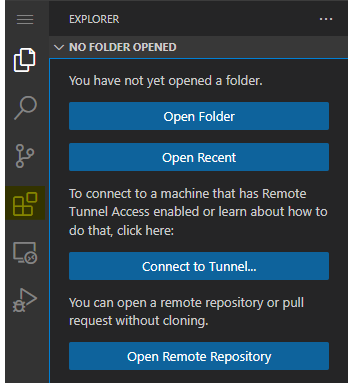 EXPLORER
NO FOLDER OPENED
You have not yet opened a folder.
Open Folder
Open Recent
To connect to a machine that has Remote
Tunnel Access enabled or learn about how to
do that, click here:
Connect to Tunnel...
You can open a remote repository or pull
request without cloning.
Open Remote Repository